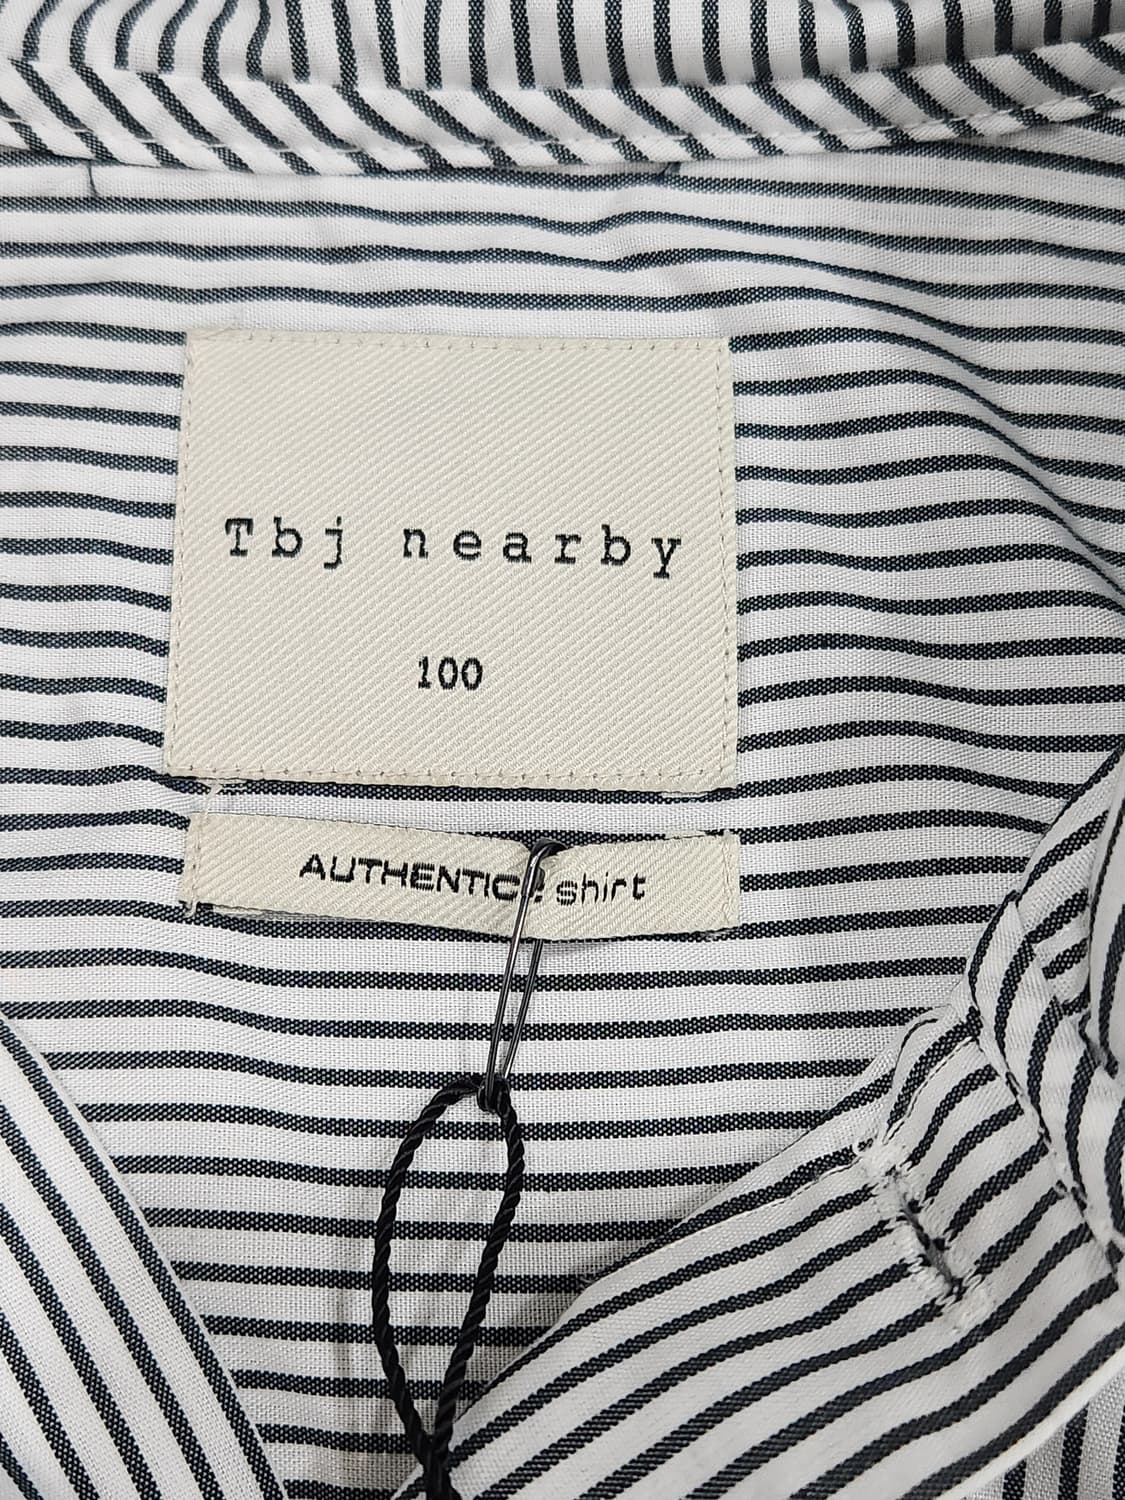 Tbj nearby
100
AUTHENTIC shirt